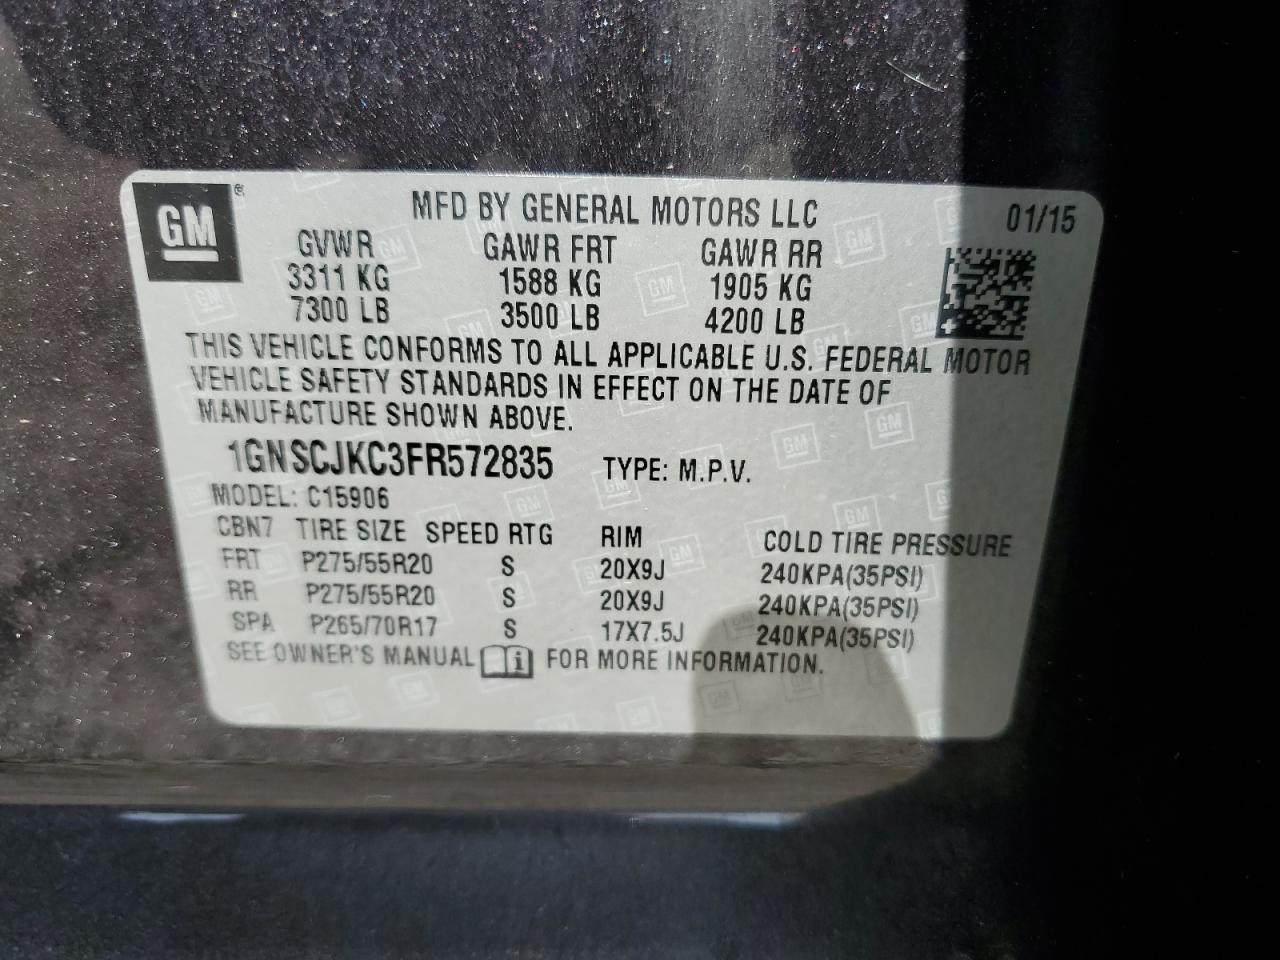 GM®
MFD BY GENERAL MOTORS LLC 01/15
GVWR GAWR FRT GAWR RR
3311 KG 1588 KG 1905 KG
7300 LB 3500 LB 4200 LB
THIS VEHICLE CONFORMS TO ALL APPLICABLE U.S. FEDERAL MOTOR
VEHICLE SAFETY STANDARDS IN EFFECT ON THE DATE OF
MANUFACTURE SHOWN ABOVE.
1GNSCJKC3FR572835 TYPE: M.P.V.
MODEL: C15906
CBN7 TIRE SIZE SPEED RTG RIM COLD TIRE PRESSURE
FRT P275/55R20 S 20X9J 240KPA(35PSI)
RR P275/55R20 S 20X9J 240KPA(35PSI)
SPA P265/70R17 S 17X7.5J 240KPA(35PSI)
SEE OWNER'S MANUAL i FOR MORE INFORMATION.